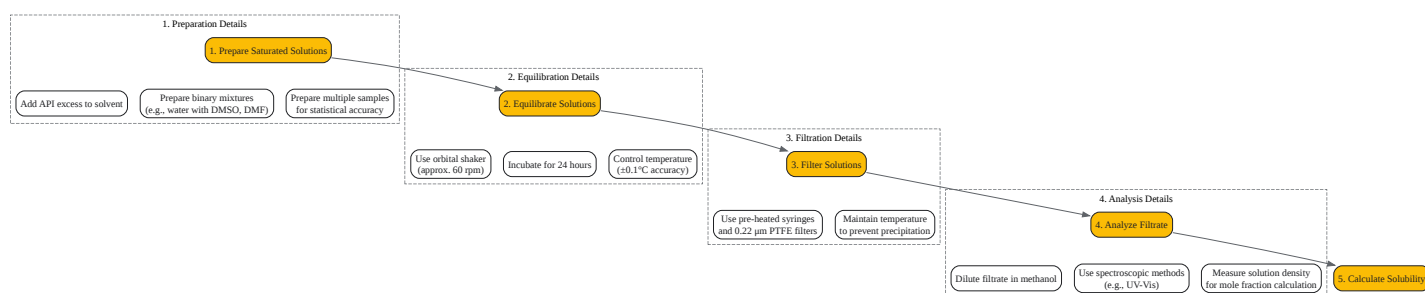 1. Preparation Details
1. Prepare Saturated Solutions
Add API excess to solvent
Prepare binary mixtures
(e.g., water with DMSO, DMF)
Prepare multiple samples
for statistical accuracy
2. Equilibration Details
2. Equilibrate Solutions
Use orbital shaker
(approx. 60 rpm)
Incubate for 24 hours
Control temperature
(±0.1°C accuracy)
3. Filtration Details
3. Filter Solutions
Use pre-heated syringes
and 0.22 μm PTFE filters
Maintain temperature
to prevent precipitation
4. Analysis Details
4. Analyze Filtrate
Dilute filtrate in methanol
Use spectroscopic methods
(e.g., UV-Vis)
Measure solution density
for mole fraction calculation
5. Calculate Solubility